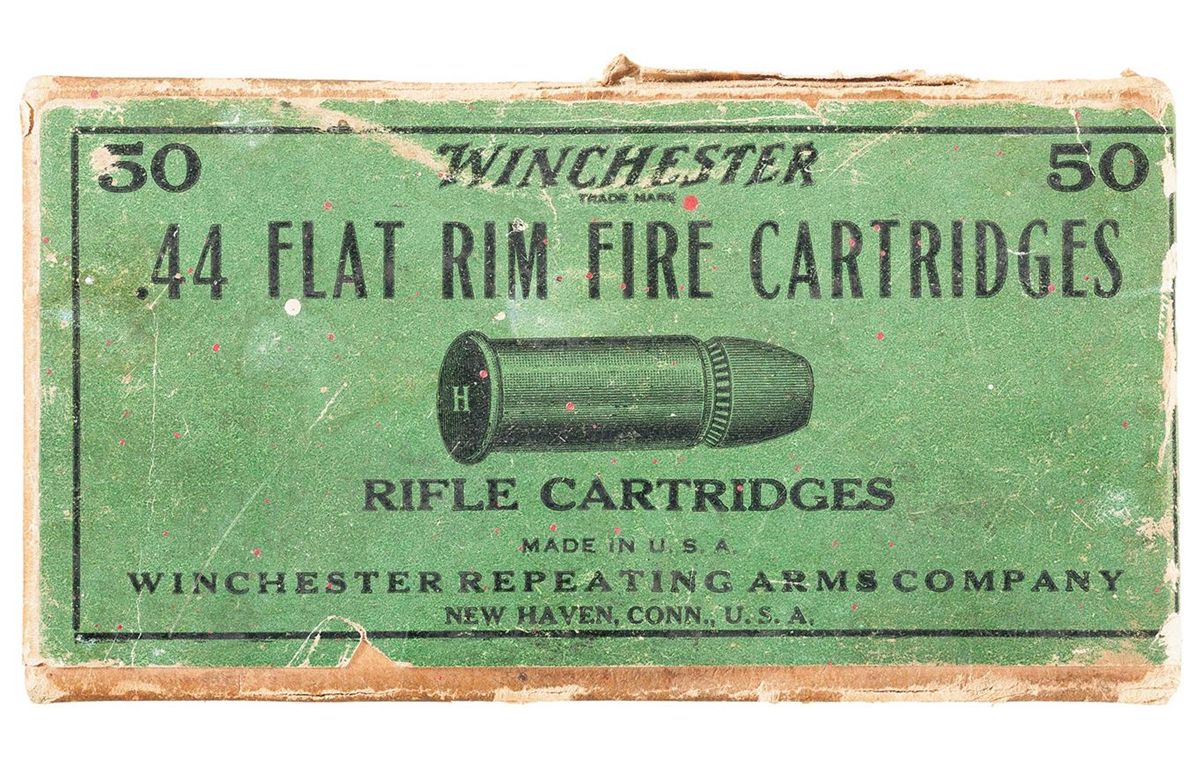 50 WINCHESTER 50
TRADE MARK
.44 FLAT RIM FIRE CARTRIDGES
H
RIFLE CARTRIDGES
MADE IN U. S. A.
WINCHESTER REPEATING ARMS COMPANY
NEW HAVEN, CONN., U. S. A.